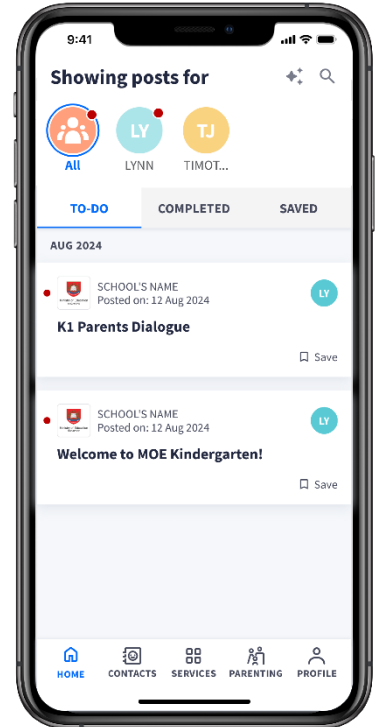 9:41
Showing posts for
LY
TJ
All
LYNN
TIMOT...
TO-DO
COMPLETED
SAVED
AUG 2024
SCHOOL'S NAME
LY
Posted on: 12 Aug 2024
K1 Parents Dialogue
Save
SCHOOL'S NAME
LY
Posted on: 12 Aug 2024
Welcome to MOE Kindergarten!
Save
HOME
CONTACTS
SERVICES
PARENTING
PROFILE